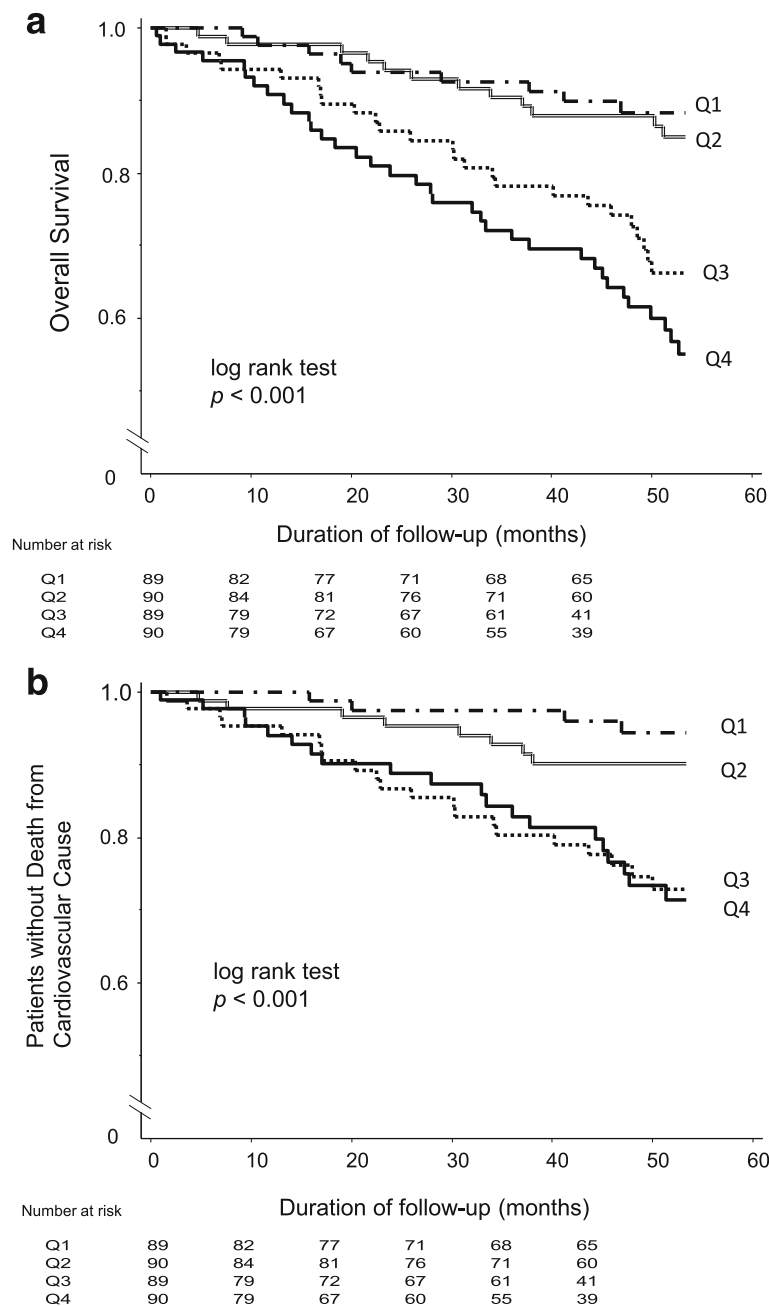 a
1.0
0.8
0.6
0
Overall Survival
Q1
Q2
Q3
Q4
log rank test
p < 0.001
0 10 20 30 40 50 60
Duration of follow-up (months)
Number at risk
Q1 89 82 77 71 68 65
Q2 90 84 81 76 71 60
Q3 89 79 72 67 61 41
Q4 90 79 67 60 55 39
b
1.0
0.8
0.6
0
Patients without Death from
Cardiovascular Cause
Q1
Q2
Q3
Q4
log rank test
p < 0.001
0 10 20 30 40 50 60
Duration of follow-up (months)
Number at risk
Q1 89 82 77 71 68 65
Q2 90 84 81 76 71 60
Q3 89 79 72 67 61 41
Q4 90 79 67 60 55 39